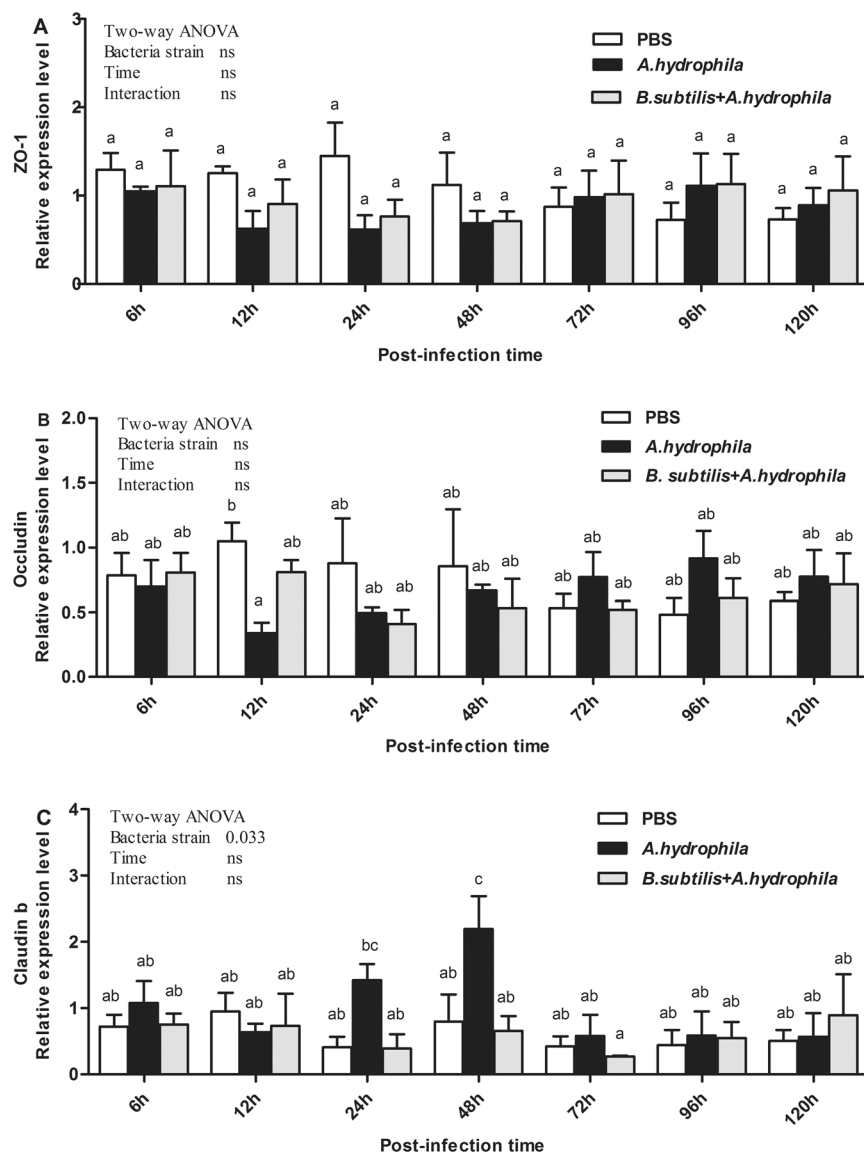 A
Two-way ANOVA
Bacteria strain ns
Time ns
Interaction ns
PBS
A.hydrophila
B.subtilis+A.hydrophila
ZO-1
Relative expression level
3
2
1
0
a a a a a a a a a a a a a a a a a a a a a
6h 12h 24h 48h 72h 96h 120h
Post-infection time
B
Two-way ANOVA
Bacteria strain ns
Time ns
Interaction ns
PBS
A.hydrophila
B. subtilis+A.hydrophila
Occludin
Relative expression level
2.0
1.5
1.0
0.5
0.0
ab ab ab b a ab ab ab ab ab ab ab ab ab ab ab ab ab ab ab ab
6h 12h 24h 48h 72h 96h 120h
Post-infection time
C
Two-way ANOVA
Bacteria strain 0.033
Time ns
Interaction ns
PBS
A.hydrophila
B.subtilis+A.hydrophila
Claudin b
Relative expression level
4
3
2
1
0
ab ab ab ab ab ab ab bc ab ab c ab ab ab a ab ab ab ab ab ab
6h 12h 24h 48h 72h 96h 120h
Post-infection time